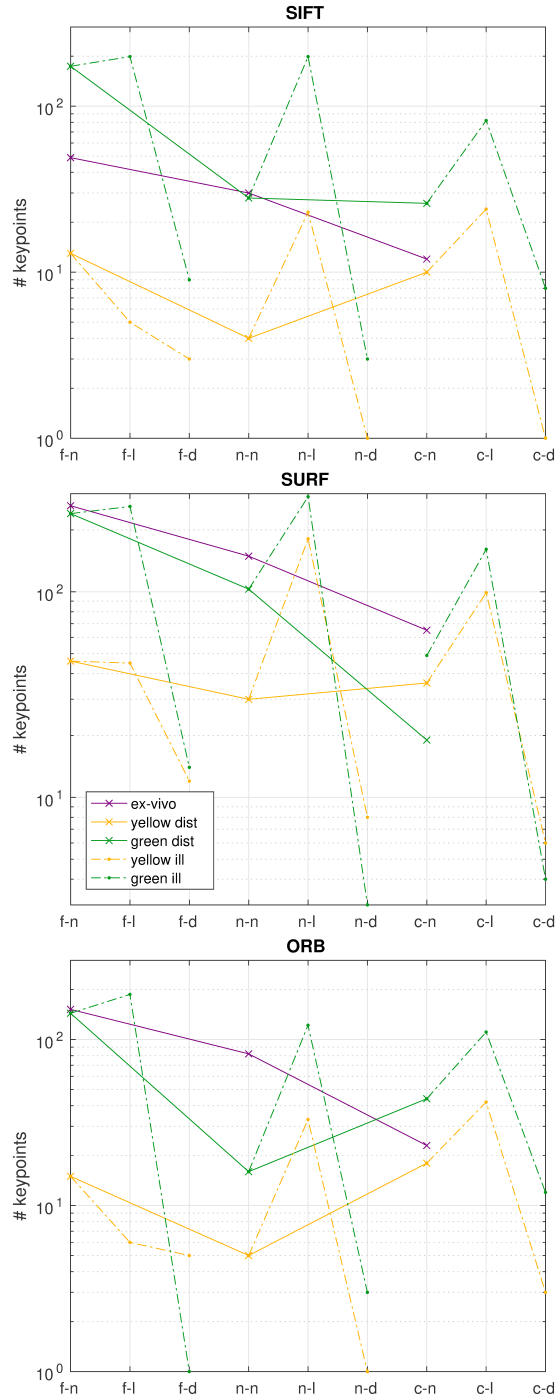 SIFT
# keypoints
10^2
10^1
10^0
f-n f-l f-d n-n n-l n-d c-n c-l c-d
SURF
# keypoints
10^2
10^1
ex-vivo
yellow dist
green dist
yellow ill
green ill
f-n f-l f-d n-n n-l n-d c-n c-l c-d
ORB
# keypoints
10^2
10^1
10^0
f-n f-l f-d n-n n-l n-d c-n c-l c-d